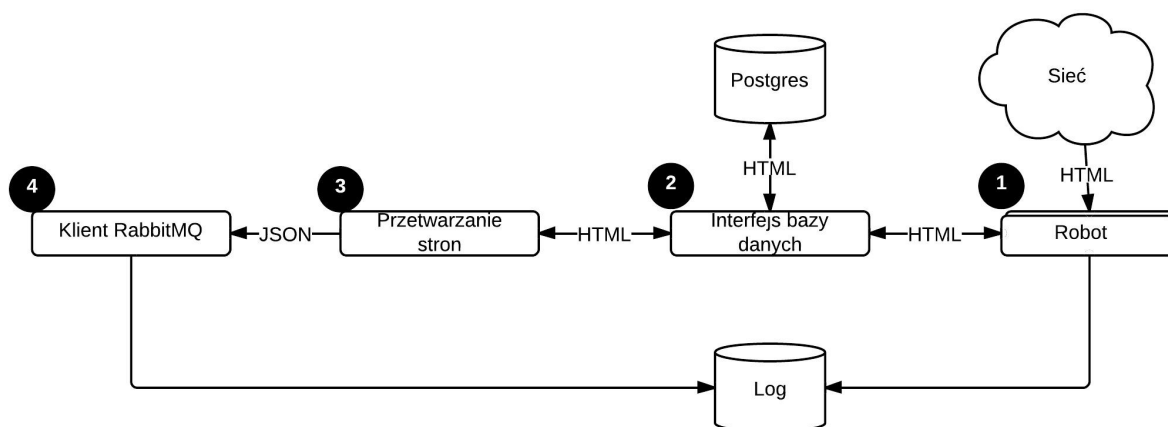 Postgres
Sieć
HTML
HTML
4
3
2
1
Klient RabbitMQ
JSON
Przetwarzanie
stron
HTML
Interfejs bazy
danych
HTML
Robot
Log